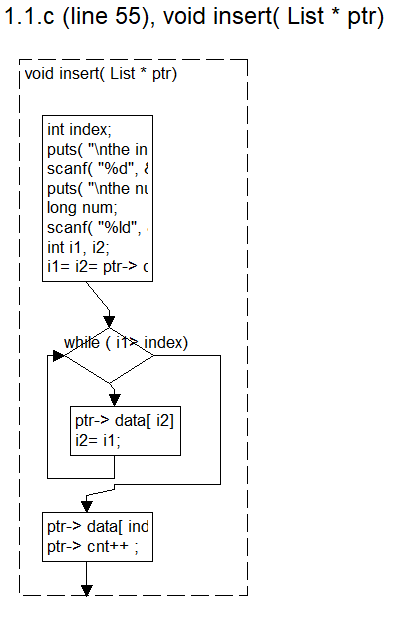 1.1.c (line 55), void insert( List * ptr)
void insert( List * ptr)
int index;
puts( "\nthe in
scanf( "%d", &
puts( "\nthe nu
long num;
scanf( "%ld",
int i1, i2;
i1= i2= ptr-> c
while ( i1> index)
ptr-> data[ i2]
i2= i1;
ptr-> data[ ind
ptr-> cnt++ ;